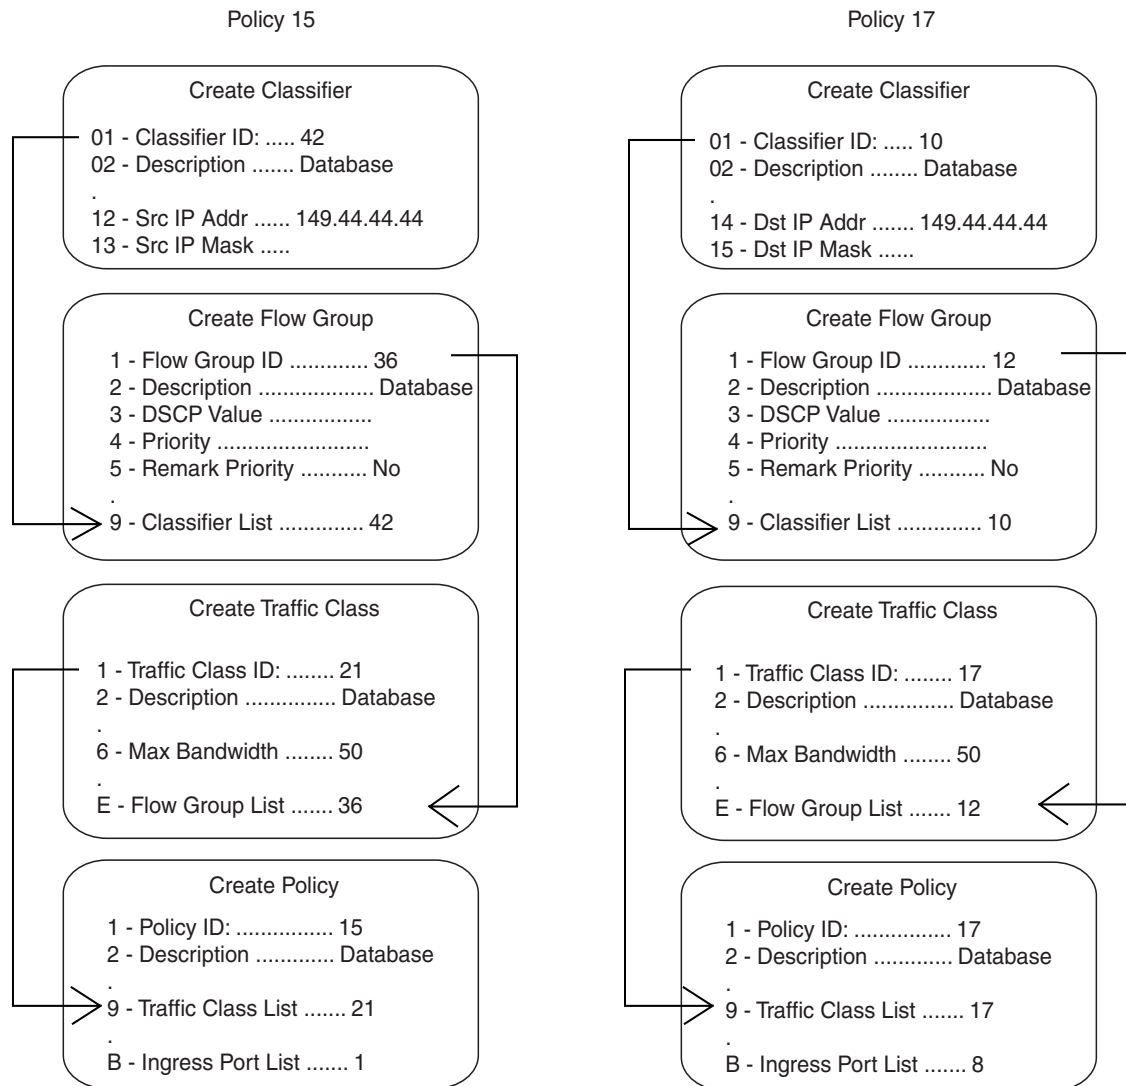 Policy 15
Create Classifier
01 - Classifier ID: ..... 42
02 - Description ....... Database
.
12 - Src IP Addr ...... 149.44.44.44
13 - Src IP Mask .....
Create Flow Group
1 - Flow Group ID ............. 36
2 - Description .................... Database
3 - DSCP Value ..................
4 - Priority ...........................
5 - Remark Priority ........... No
.
9 - Classifier List .............. 42
Create Traffic Class
1 - Traffic Class ID: ........ 21
2 - Description ............... Database
.
6 - Max Bandwidth ........ 50
.
E - Flow Group List ....... 36
Create Policy
1 - Policy ID: ................ 15
2 - Description ............. Database
.
9 - Traffic Class List ....... 21
.
B - Ingress Port List ....... 1
Policy 17
Create Classifier
01 - Classifier ID: ..... 10
02 - Description ........ Database
.
14 - Dst IP Addr ....... 149.44.44.44
15 - Dst IP Mask ......
Create Flow Group
1 - Flow Group ID ............. 12
2 - Description .................... Database
3 - DSCP Value ..................
4 - Priority ...........................
5 - Remark Priority ........... No
.
9 - Classifier List .............. 10
Create Traffic Class
1 - Traffic Class ID: ........ 17
2 - Description ............... Database
.
6 - Max Bandwidth ........ 50
.
E - Flow Group List ....... 12
Create Policy
1 - Policy ID: ................ 17
2 - Description ............. Database
.
9 - Traffic Class List ....... 17
.
B - Ingress Port List ....... 8